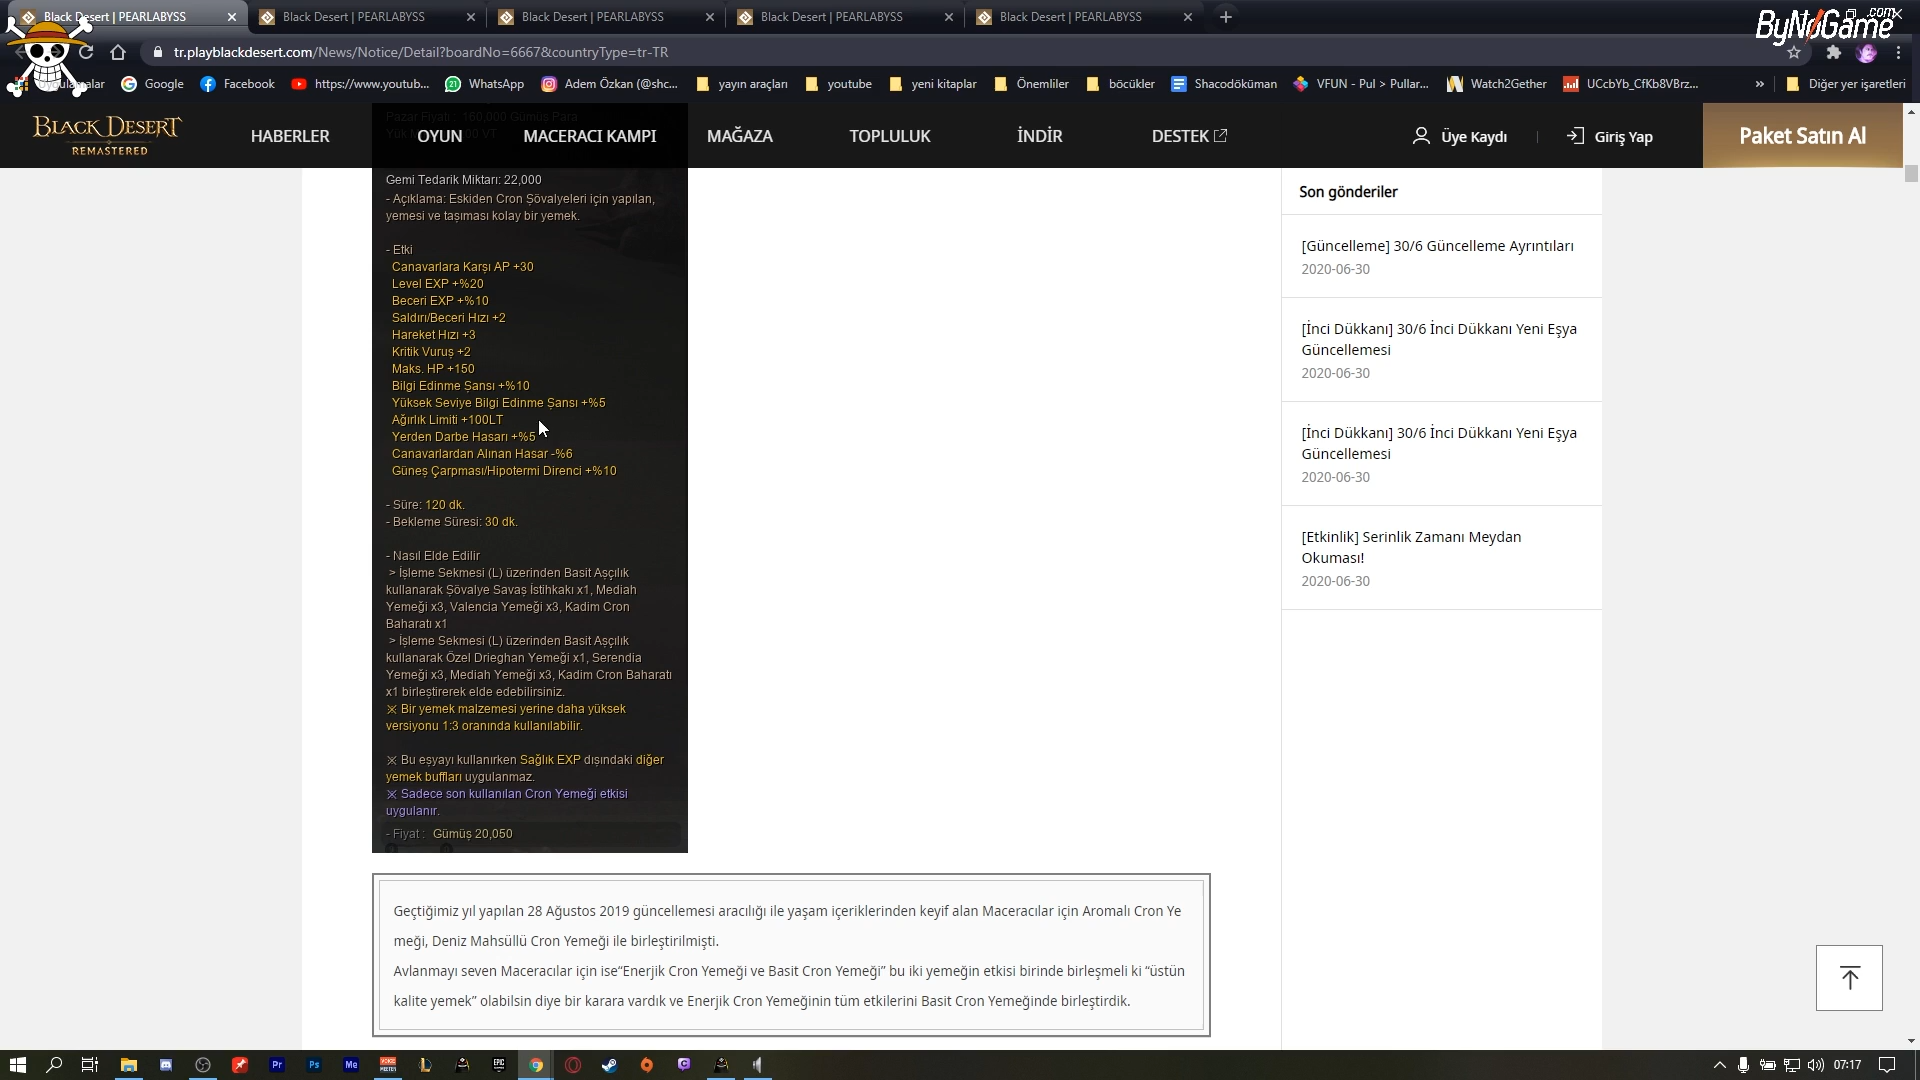 Black Desert | PEARLABYSS
Black Desert | PEARLABYSS
Black Desert | PEARLABYSS
Black Desert | PEARLABYSS
Black Desert | PEARLABYSS
ByNoGame
.com
tr.playblackdesert.com/News/Notice/Detail?boardNo=6667&countryType=tr-TR
Google
Facebook
https://www.youtub...
WhatsApp
Adem Özkan (@shc...
yayın araçları
youtube
yeni kitaplar
Önemliler
böcükler
Shacodöküman
VFUN - Pul > Pullar...
Watch2Gether
UCcbYb_CfKb8VBrz...
»
Diğer yer işaretleri
BLACK DESERT
REMASTERED
HABERLER
OYUN
MACERACI KAMPI
MAĞAZA
TOPLULUK
İNDİR
DESTEK
Üye Kaydı
Giriş Yap
Paket Satın Al
Pazar Fiyatı : 160,000 Gümüş Para
Gemi Tedarik Miktarı: 22,000
- Açıklama: Eskiden Cron Şövalyeleri için yapılan,
yemesi ve taşıması kolay bir yemek.
- Etki
Canavarlara Karşı AP +30
Level EXP +%20
Beceri EXP +%10
Saldırı/Beceri Hızı +2
Hareket Hızı +3
Kritik Vuruş +2
Maks. HP +150
Bilgi Edinme Şansı +%10
Yüksek Seviye Bilgi Edinme Şansı +%5
Ağırlık Limiti +100LT
Yerden Darbe Hasarı +%5
Canavarlardan Alınan Hasar -%6
Güneş Çarpması/Hipotermi Direnci +%10
- Süre: 120 dk.
- Bekleme Süresi: 30 dk.
- Nasıl Elde Edilir
> İşleme Sekmesi (L) üzerinden Basit Aşçılık
kullanarak Şövalye Savaş İstihkakı x1, Mediah
Yemeği x3, Valencia Yemeği x3, Kadim Cron
Baharatı x1
> İşleme Sekmesi (L) üzerinden Basit Aşçılık
kullanarak Özel Drieghan Yemeği x1, Serendia
Yemeği x3, Mediah Yemeği x3, Kadim Cron Baharatı
x1 birleştirerek elde edebilirsiniz.
※ Bir yemek malzemesi yerine daha yüksek
versiyonu 1:3 oranında kullanılabilir.
※ Bu eşyayı kullanırken Sağlık EXP dışındaki diğer
yemek buffları uygulanmaz.
※ Sadece son kullanılan Cron Yemeği etkisi
uygulanır.
- Fiyat : Gümüş 20,050
Geçtiğimiz yıl yapılan 28 Ağustos 2019 güncellemesi aracılığı ile yaşam içeriklerinden keyif alan Maceracılar için Aromalı Cron Ye
meği, Deniz Mahsüllü Cron Yemeği ile birleştirilmişti.
Avlanmayı seven Maceracılar için ise“Enerjik Cron Yemeği ve Basit Cron Yemeği” bu iki yemeğin etkisi birinde birleşmeli ki “üstün
kalite yemek” olabilsin diye bir karara vardık ve Enerjik Cron Yemeğinin tüm etkilerini Basit Cron Yemeğinde birleştirdik.
Son gönderiler
[Güncelleme] 30/6 Güncelleme Ayrıntıları
2020-06-30
[İnci Dükkanı] 30/6 İnci Dükkanı Yeni Eşya
Güncellemesi
2020-06-30
[İnci Dükkanı] 30/6 İnci Dükkanı Yeni Eşya
Güncellemesi
2020-06-30
[Etkinlik] Serinlik Zamanı Meydan
Okuması!
2020-06-30
Pr
Ps
Me
EPIC
07:17